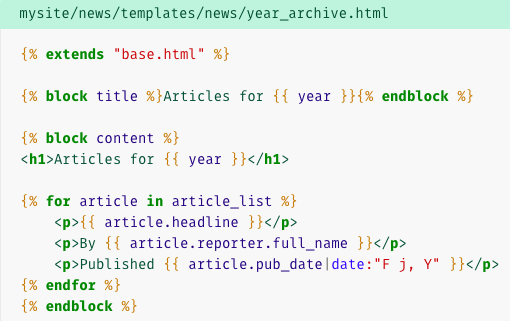 mysite/news/templates/news/year_archive.html
{% extends "base.html" %}
{% block title %}Articles for {{ year }}{% endblock %}
{% block content %}
<h1>Articles for {{ year }}</h1>
{% for article in article_list %}
    <p>{{ article.headline }}</p>
    <p>By {{ article.reporter.full_name }}</p>
    <p>Published {{ article.pub_date|date:"F j, Y" }}</p>
{% endfor %}
{% endblock %}